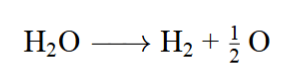 H₂O ⟶ H₂ + ½ O